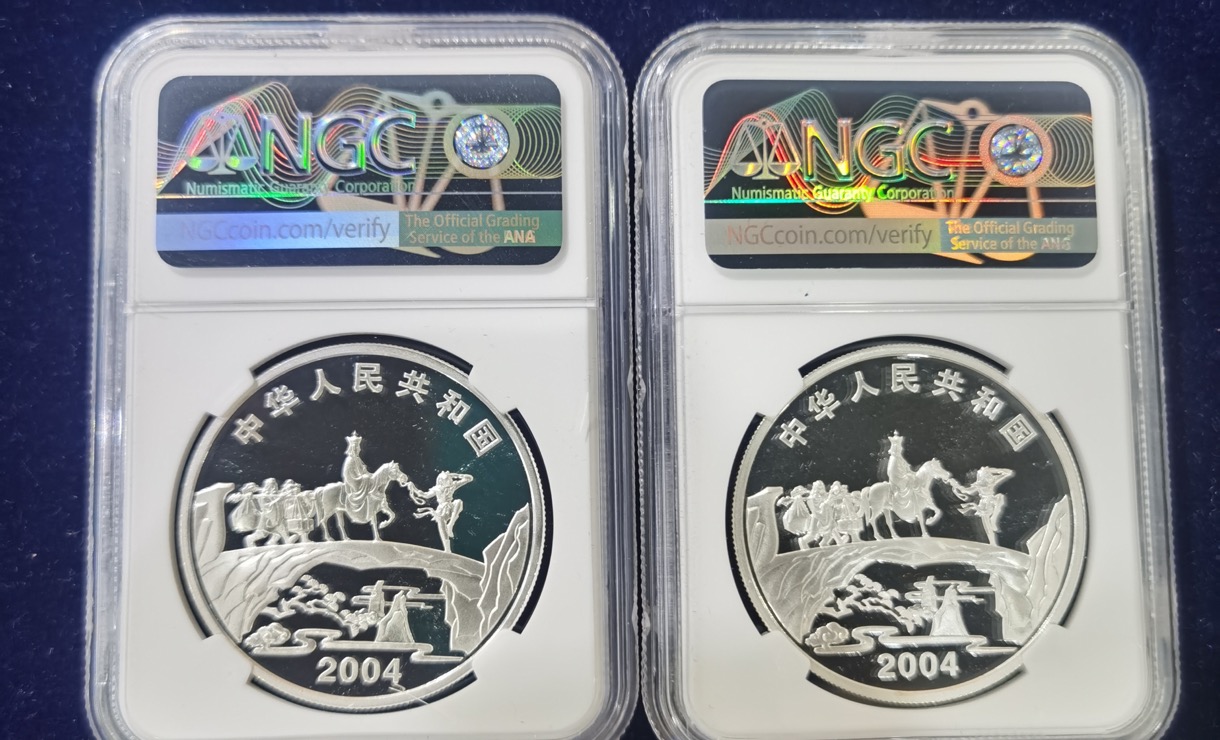 NGC
Numismatic Guaranty Corporation
NGCcoin.com/verify
The Official Grading
Service of the ANA
中华人民共和国
2004
NGC
Numismatic Guaranty Corporation
NGCcoin.com/verify
The Official Grading
Service of the ANA
中华人民共和国
2004